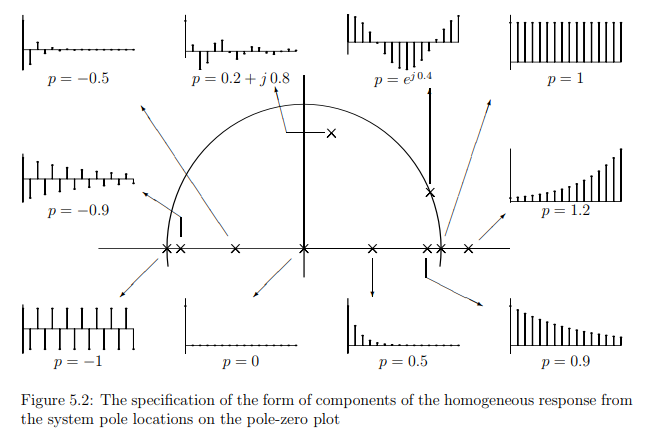 p = −0.5
p = 0.2 + j 0.8
p = e^{j 0.4}
p = 1
p = −0.9
p = 1.2
p = −1
p = 0
p = 0.5
p = 0.9
Figure 5.2: The specification of the form of components of the homogeneous response from
the system pole locations on the pole-zero plot